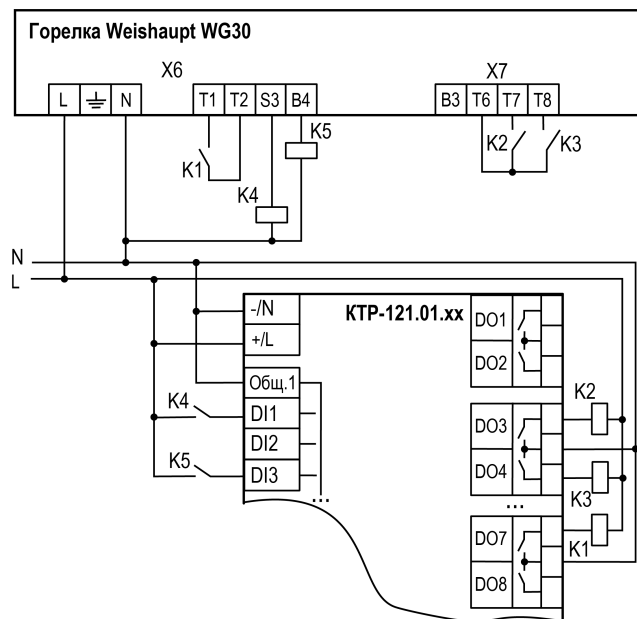 Горелка Weishaupt WG30
X6
X7
L N
T1 T2 S3 B4
B3 T6 T7 T8
K1
K4
K5
K2
K3
N
L
-/N
+/L
КТР-121.01.хх
Общ.1
DI1
DI2
DI3
...
K4
K5
DO1
DO2
DO3
DO4
...
DO7
DO8
K2
K3
K1